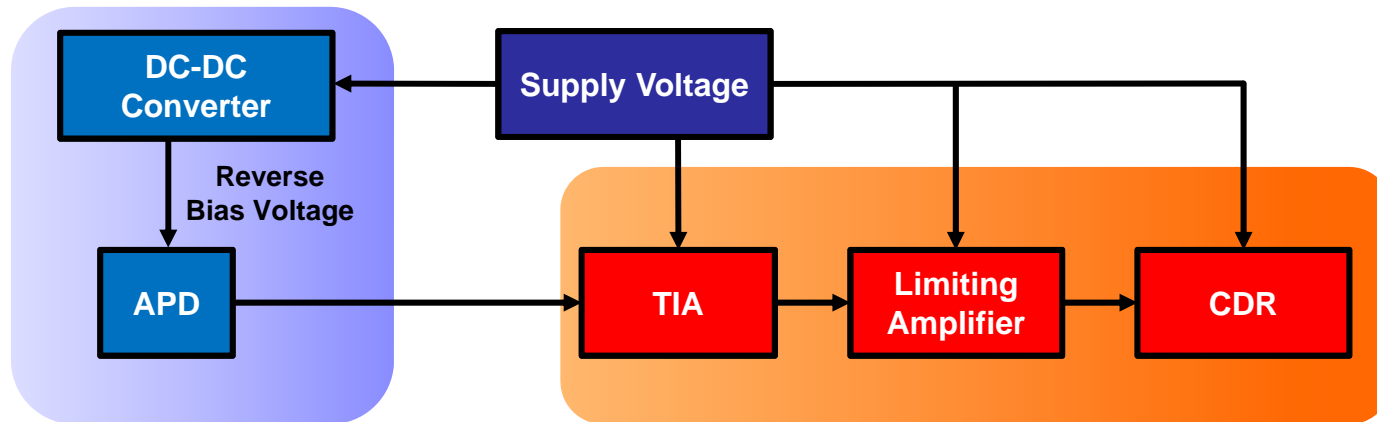 DC-DC
Converter
Supply Voltage
Reverse
Bias Voltage
APD
TIA
Limiting
Amplifier
CDR